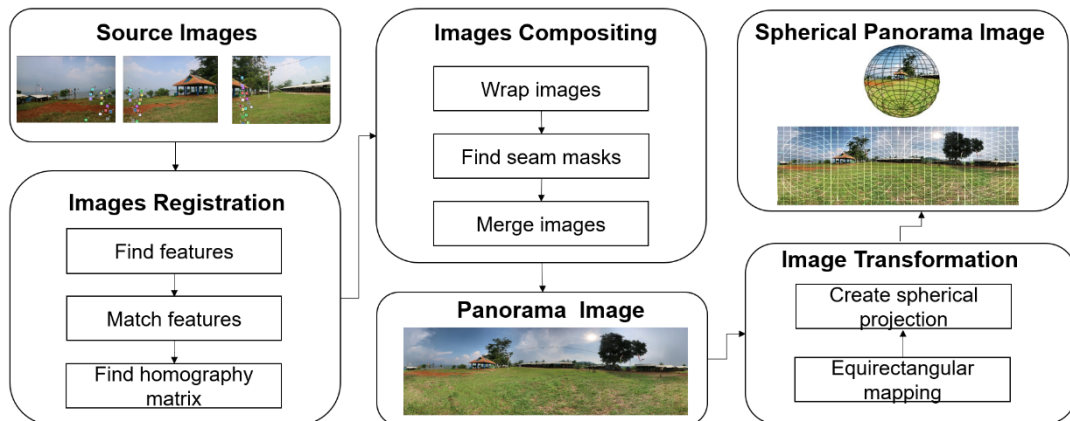 Source Images
Images Registration
Find features
Match features
Find homography
matrix
Images Compositing
Wrap images
Find seam masks
Merge images
Panorama  Image
Image Transformation
Create spherical
projection
Equirectangular
mapping
Spherical Panorama Image